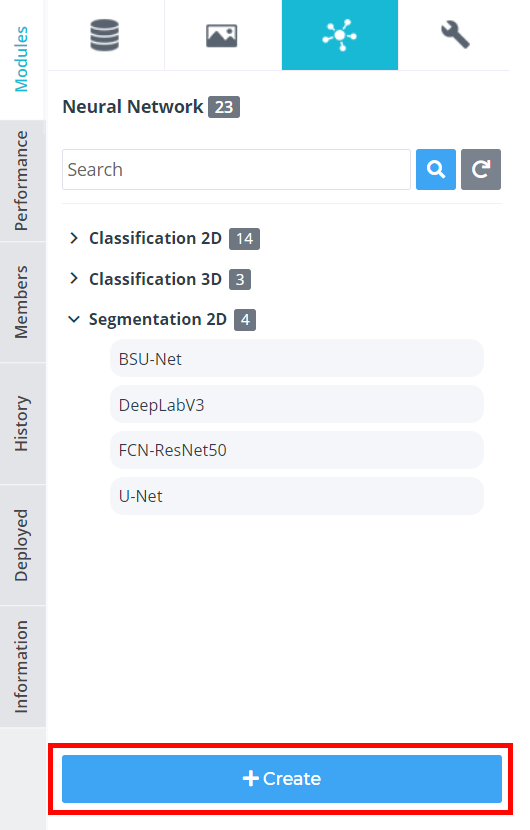 Modules
Performance
Members
History
Deployed
Information
Neural Network 23
Search
Classification 2D 14
Classification 3D 3
Segmentation 2D 4
BSU-Net
DeepLabV3
FCN-ResNet50
U-Net
Create